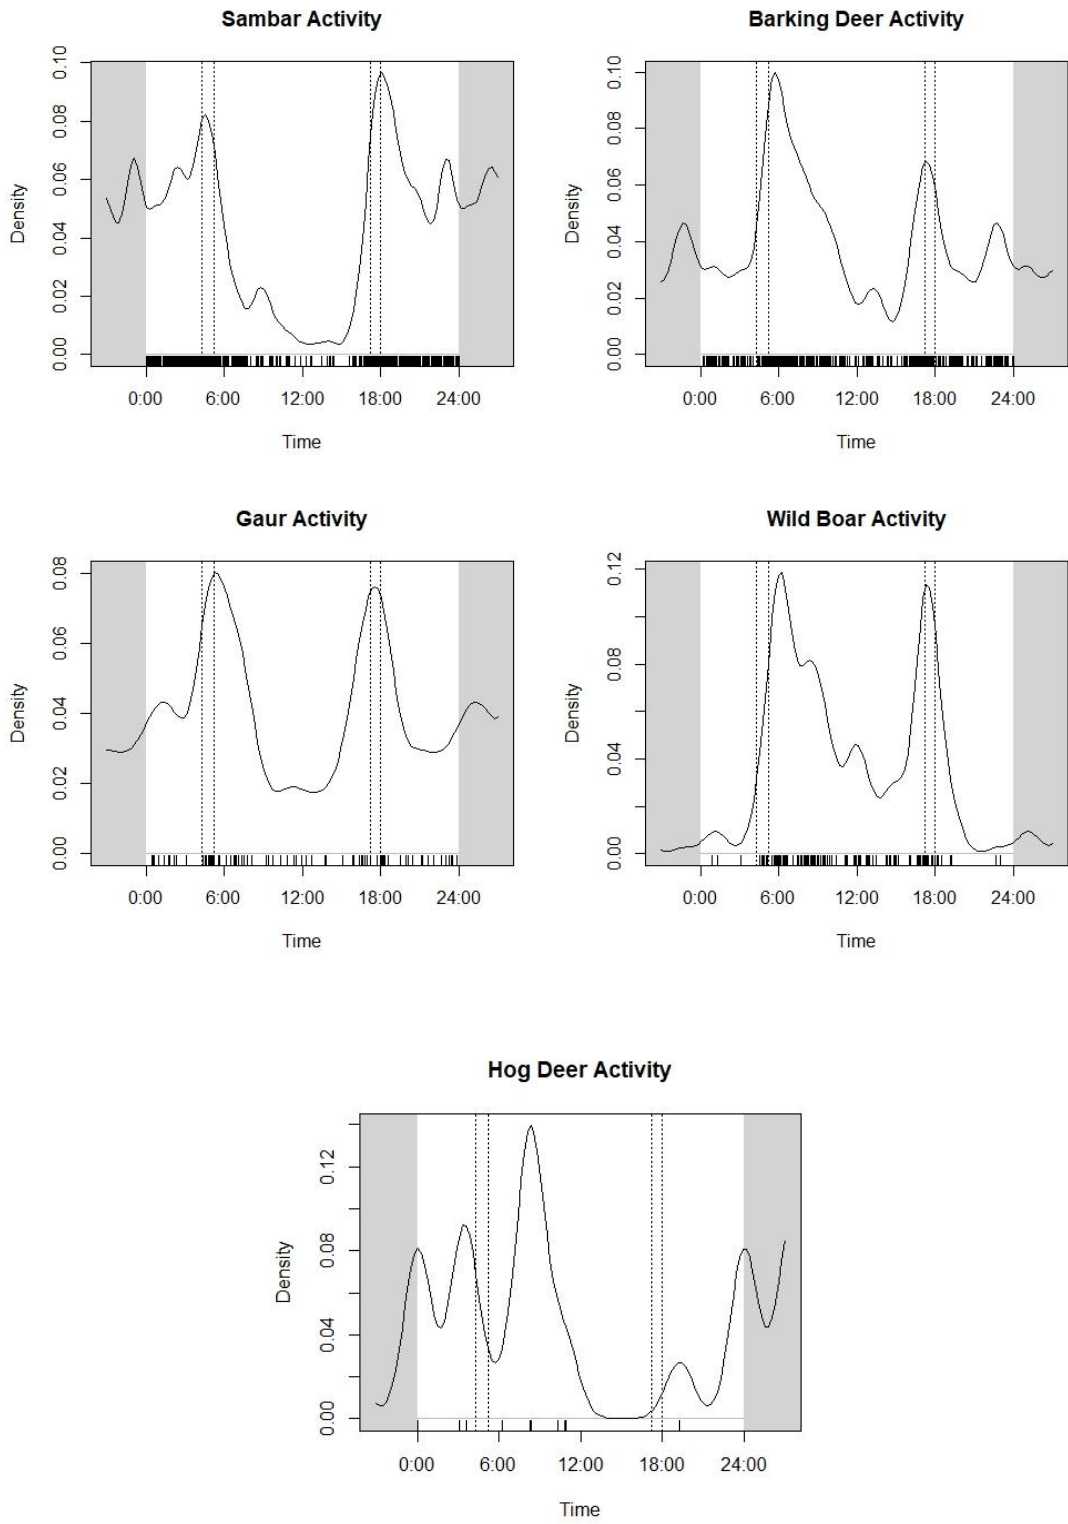 Sambar Activity
Density
0.00 0.02 0.04 0.06 0.08 0.10
0:00 6:00 12:00 18:00 24:00
Time
Barking Deer Activity
Density
0.00 0.02 0.04 0.06 0.08 0.10
0:00 6:00 12:00 18:00 24:00
Time
Gaur Activity
Density
0.00 0.02 0.04 0.06 0.08
0:00 6:00 12:00 18:00 24:00
Time
Wild Boar Activity
Density
0.00 0.04 0.08 0.12
0:00 6:00 12:00 18:00 24:00
Time
Hog Deer Activity
Density
0.00 0.04 0.08 0.12
0:00 6:00 12:00 18:00 24:00
Time